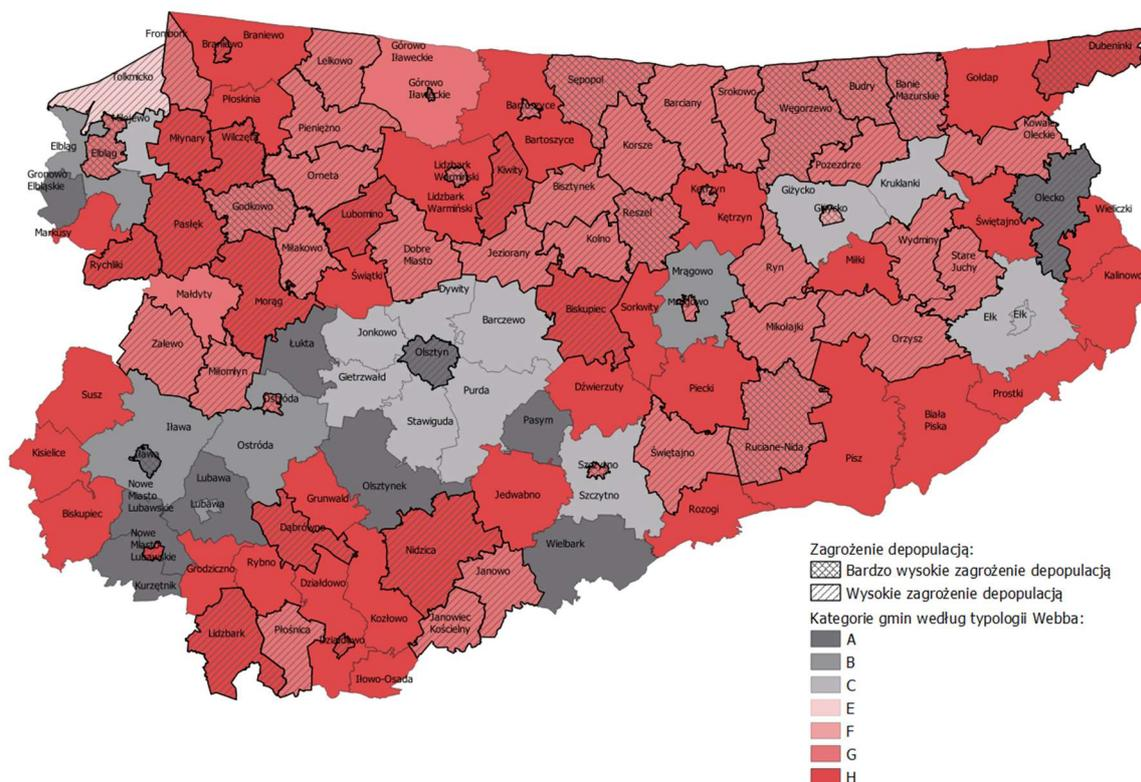 Frombork
Braniewo
Braniewo
Lelkowo
Górowo
Iławeckie
Dubeninki
Tolkmicko
Górowo
Iławeckie
Sępopol
Barciany
Srokowo
Węgorzewo
Budry
Banie
Mazurskie
Gołdap
Płoskinia
Bartoszyce
Milejewo
Pieniężno
Kowale
Oleckie
Elbląg
Elbląg
Młynary
Wilczęta
Bartoszyce
Korsze
Pozezdrze
Gronowo
Elbląskie
Orneta
Lidzbark
Warmiński
Kiwity
Bisztynek
Kętrzyn
Giżycko
Kruklanki
Olecko
Lidzbark
Warmiński
Godkowo
Lubomino
Reszel
Kętrzyn
Giżycko
Świętajno
Wieliczki
Markusy
Pasłęk
Miłakowo
Dobre
Miasto
Jeziorany
Kolno
Wydminy
Stare
Juchy
Rychliki
Świątki
Mrągowo
Ryn
Miłki
Kalinowo
Małdyty
Morąg
Dywity
Biskupiec
Sorkwity
Mrągowo
Ełk
Ełk
Zalewo
Łukta
Jonkowo
Barczewo
Mikołajki
Orzysz
Olsztyn
Miłomłyn
Gietrzwałd
Purda
Dźwierzuty
Piecki
Prostki
Susz
Ostróda
Stawiguda
Pasym
Biała
Piska
Iława
Ostróda
Kisielice
Iława
Świętajno
Ruciane-Nida
Pisz
Szczytno
Nowe
Miasto
Lubawskie
Lubawa
Olsztynek
Szczytno
Lubawa
Grunwald
Jedwabno
Biskupiec
Rozogi
Dąbrówno
Nowe
Miasto
Lubawskie
Nidzica
Wielbark
Grodziczno
Rybno
Janowo
Kurzętnik
Działdowo
Kozłowo
Janowiec
Kościelny
Lidzbark
Płośnica
Działdowo
Iłowo-Osada
Zagrożenie depopulacją:
Bardzo wysokie zagrożenie depopulacją
Wysokie zagrożenie depopulacją
Kategorie gmin według typologii Webba:
A
B
C
E
F
G
H